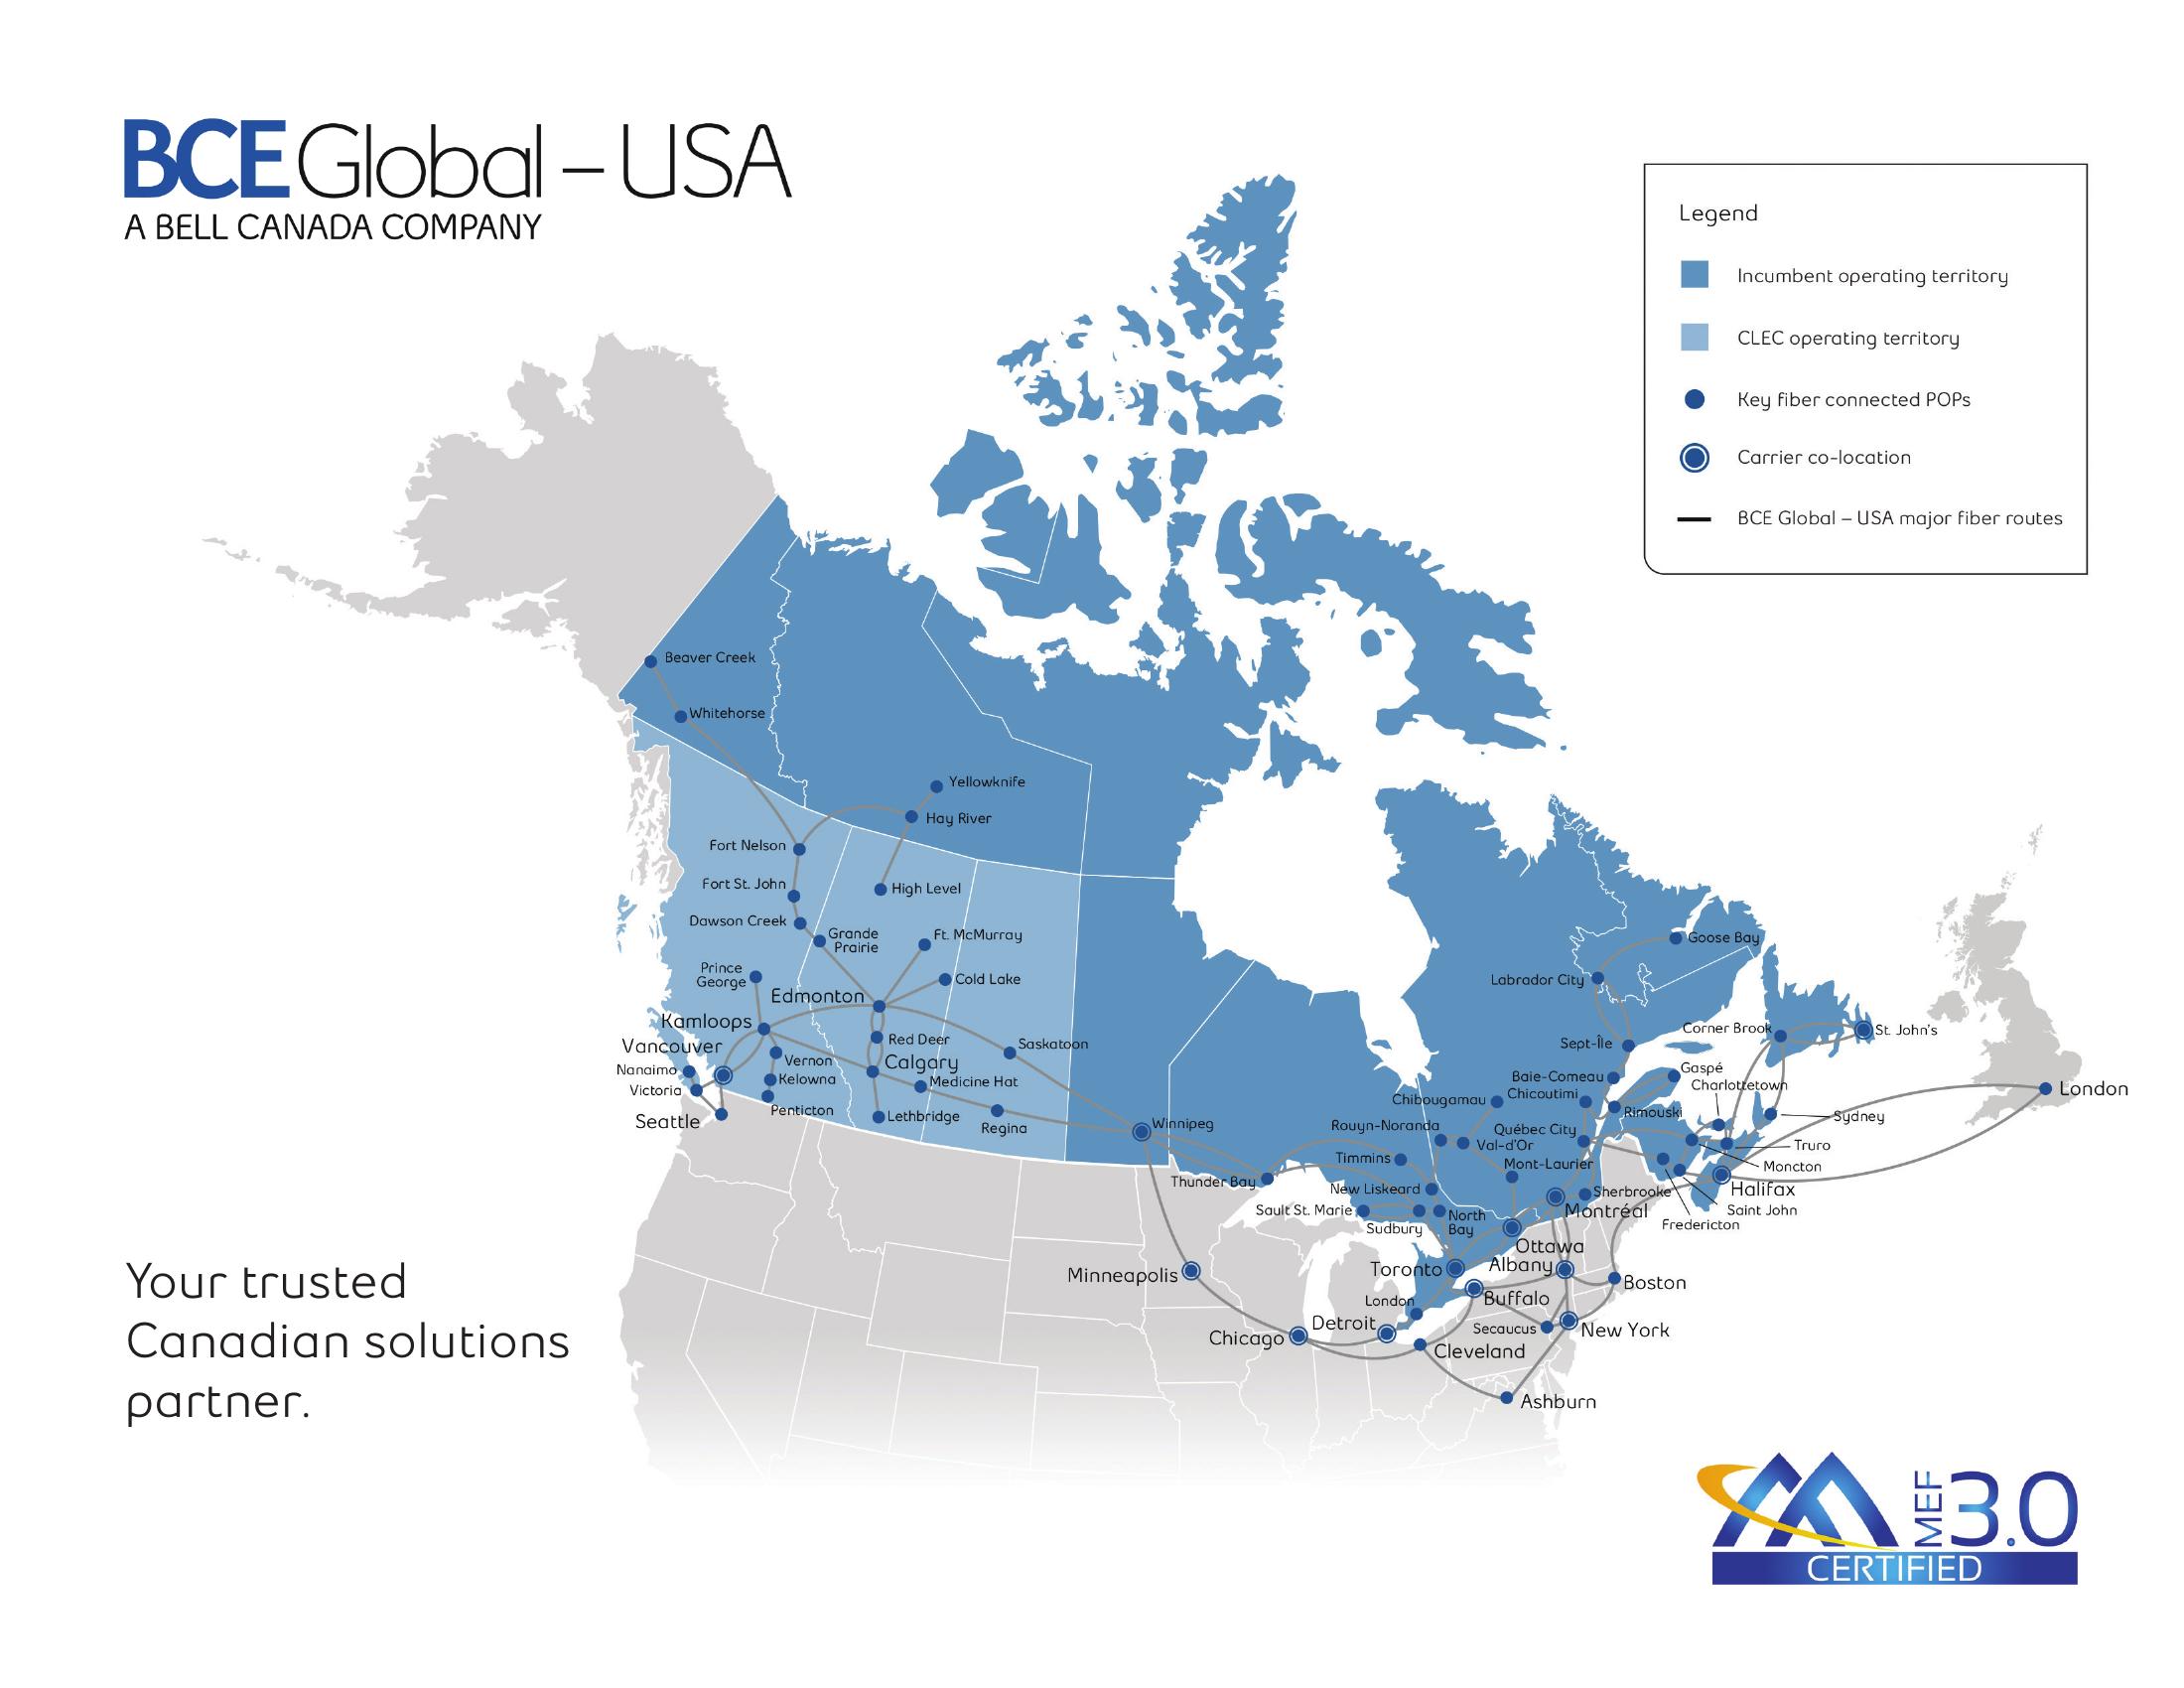 BCE Global – USA
A BELL CANADA COMPANY
Legend
Incumbent operating territory
CLEC operating territory
Key fiber connected POPs
Carrier co-location
BCE Global – USA major fiber routes
Beaver Creek
Whitehorse
Yellowknife
Hay River
Fort Nelson
Fort St. John
High Level
Dawson Creek
Grande
Prairie
Ft. McMurray
Prince
George
Cold Lake
Edmonton
Kamloops
Vancouver
Red Deer
Saskatoon
Calgary
Vernon
Nanaimo
Kelowna
Medicine Hat
Victoria
Penticton
Seattle
Lethbridge
Regina
Winnipeg
Thunder Bay
Goose Bay
Labrador City
Corner Brook
St. John's
Sept-Île
Gaspé
Baie-Comeau
Charlottetown
Chicoutimi
Chibougamau
Rimouski
Sydney
London
Rouyn-Noranda
Québec City
Val-d'Or
Truro
Timmins
Mont-Laurier
Moncton
New Liskeard
Sherbrooke
Halifax
Sault St. Marie
Montréal
Saint John
Sudbury
North
Bay
Fredericton
Ottawa
Toronto
Albany
Minneapolis
Boston
London
Buffalo
Detroit
Secaucus
New York
Chicago
Cleveland
Ashburn
Your trusted
Canadian solutions
partner.
MEF 3.0
CERTIFIED